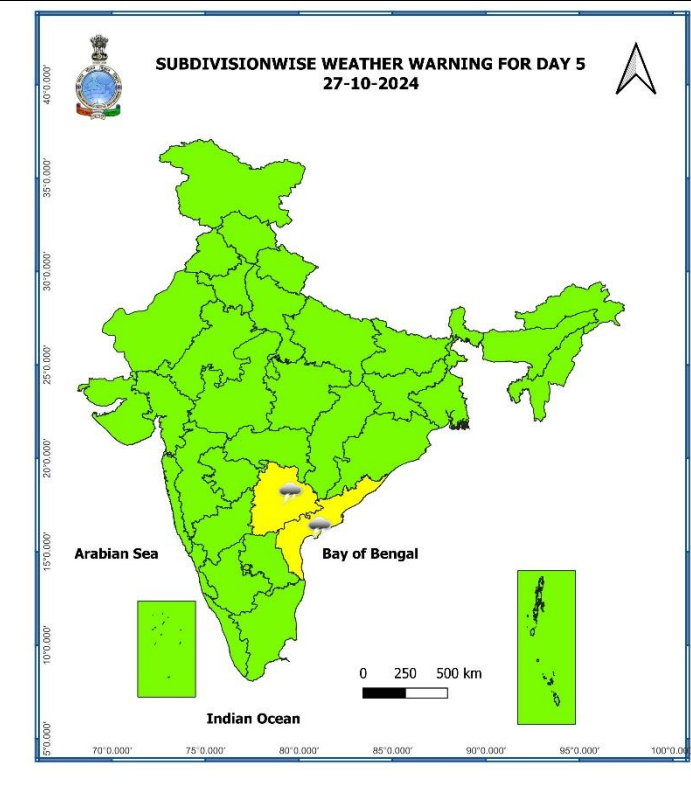 SUBDIVISIONWISE WEATHER WARNING FOR DAY 5
27-10-2024
40°0.000'
35°0.000'
30°0.000'
25°0.000'
20°0.000'
15°0.000'
10°0.000'
5°0.000'
Arabian Sea
Bay of Bengal
0 250 500 km
Indian Ocean
70°0.000' 75°0.000' 80°0.000' 85°0.000' 90°0.000' 95°0.000' 100°0.0